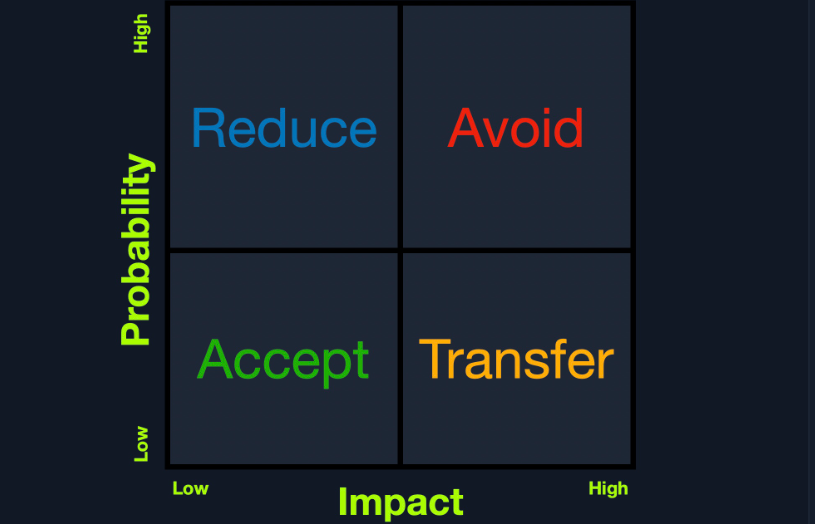 High
Reduce
Avoid
Probability
Accept
Transfer
Low
Low
High
Impact